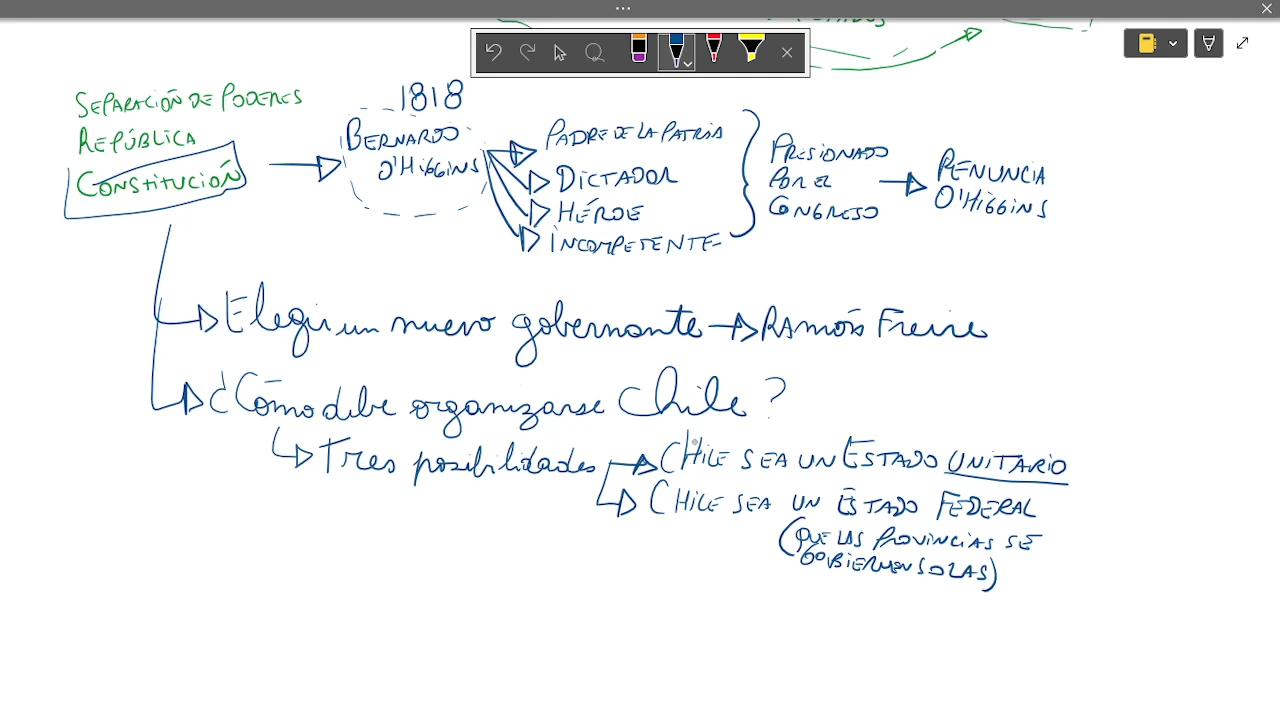 SEPARACIÓN DE PODERES
REPÚBLICA
CONSTITUCIÓN
1818
BERNARDO
O'HIGGINS
PADRE DE LA PATRIA
DICTADOR
HÉROE
INCOMPETENTE
PRESIONADO
POR EL
CONGRESO
RENUNCIA
O'HIGGINS
Elegir un nuevo gobernante
RAMÓN FREIRE
¿Cómo debe organizarse Chile?
Tres posibilidades
CHILE SEA UN ESTADO UNITARIO
CHILE SEA UN ESTADO FEDERAL
(QUE LAS PROVINCIAS SE
GOBIERNEN SOLAS)